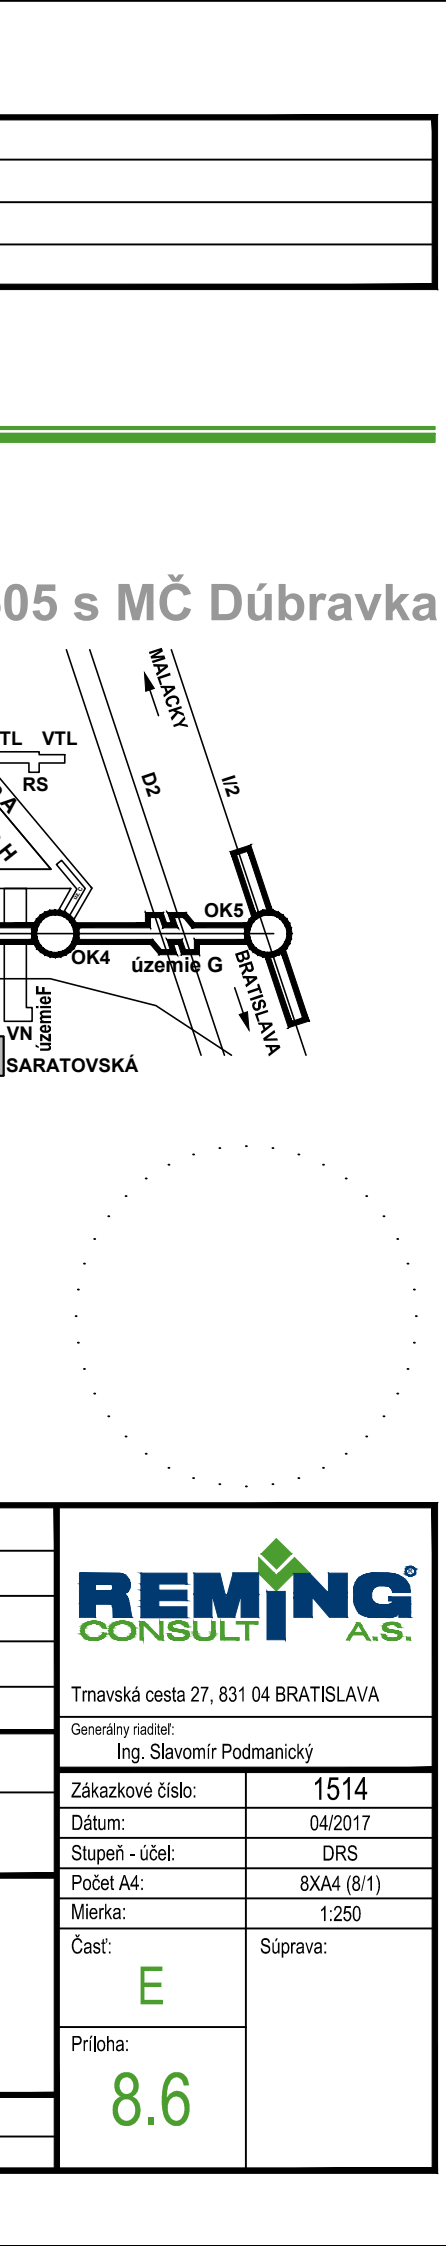 05 s MČ Dúbravka
MALACKY
TL VTL
RS
D2
I/2
A
H
OK5
OK4
územie G
BRATISLAVA
územieF
VN
SARATOVSKÁ
REMING
CONSULT A.S.
Trnavská cesta 27, 831 04 BRATISLAVA
Generálny riaditeľ:
Ing. Slavomír Podmanický
Zákazkové číslo: 1514
Dátum: 04/2017
Stupeň - účel: DRS
Počet A4: 8XA4 (8/1)
Mierka: 1:250
Časť: Súprava:
E
Príloha:
8.6